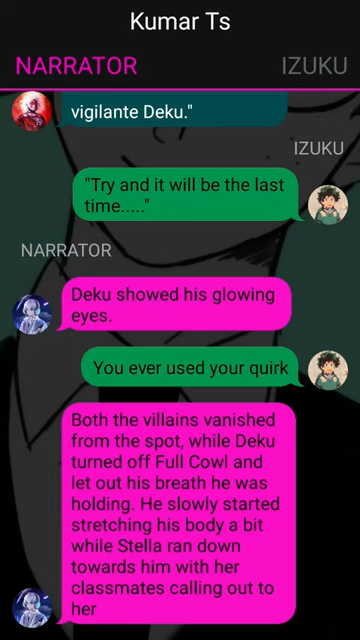 Kumar Ts
NARRATOR
IZUKU
vigilante Deku."
IZUKU
"Try and it will be the last
time....."
NARRATOR
Deku showed his glowing
eyes.
You ever used your quirk
Both the villains vanished
from the spot, while Deku
turned off Full Cowl and
let out his breath he was
holding. He slowly started
stretching his body a bit
while Stella ran down
towards him with her
classmates calling out to
her